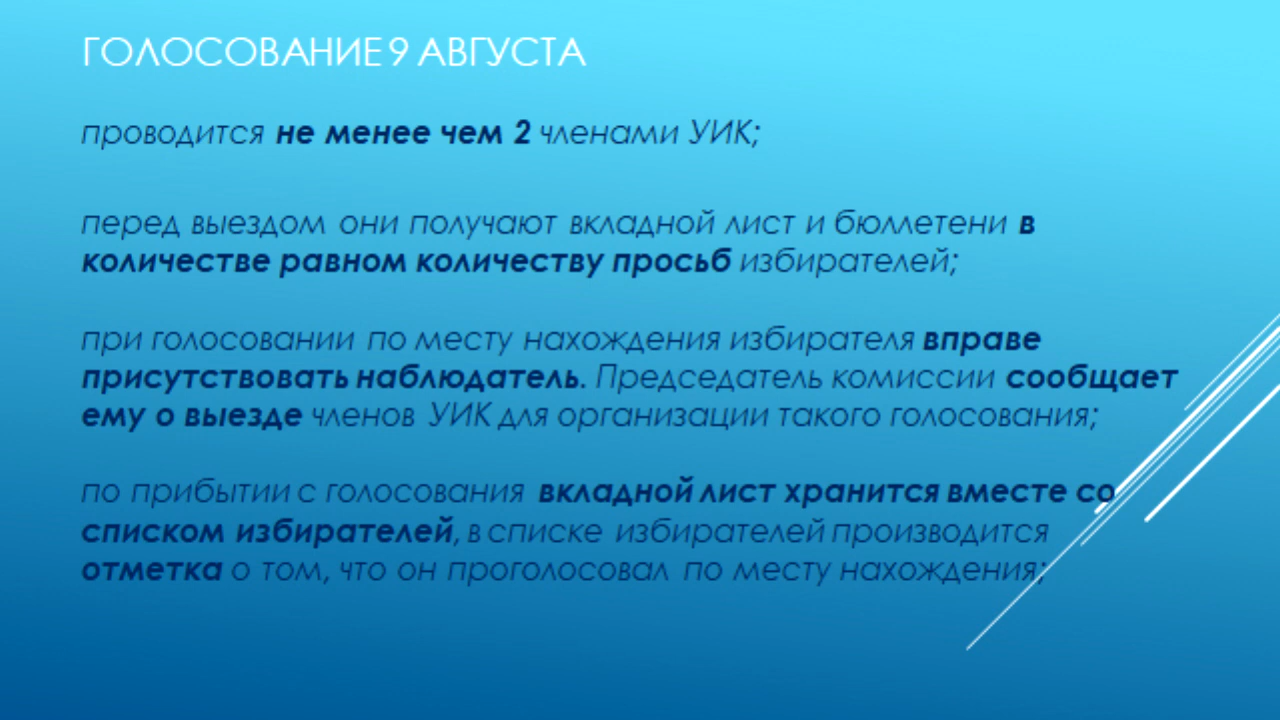 ГОЛОСОВАНИЕ 9 АВГУСТА
проводится не менее чем 2 членами УИК;
перед выездом они получают вкладной лист и бюллетени в
количестве равном количеству просьб избирателей;
при голосовании по месту нахождения избирателя вправе
присутствовать наблюдатель. Председатель комиссии сообщает
ему о выезде членов УИК для организации такого голосования;
по прибытии с голосования вкладной лист хранится вместе со
списком избирателей, в списке избирателей производится
отметка о том, что он проголосовал по месту нахождения;